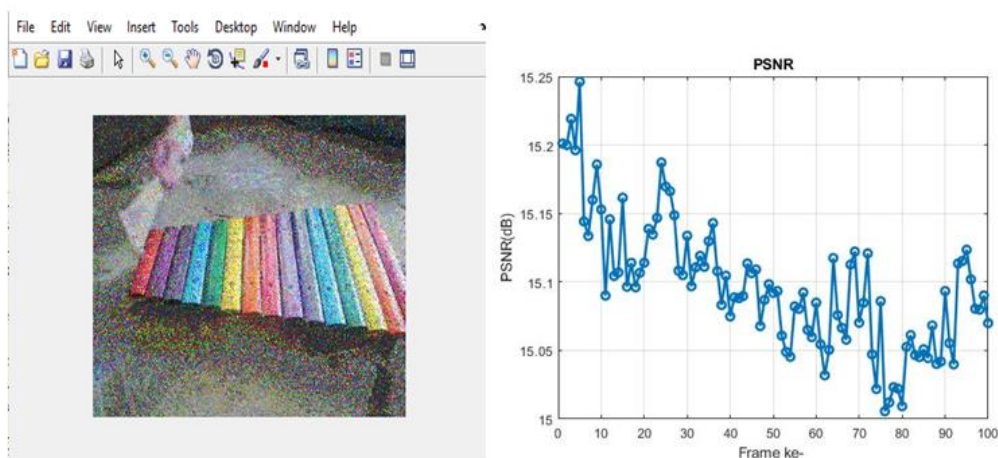 File Edit View Insert Tools Desktop Window Help
PSNR
PSNR(dB)
15.25
15.2
15.15
15.1
15.05
15
0 10 20 30 40 50 60 70 80 90 100
Frame ke-